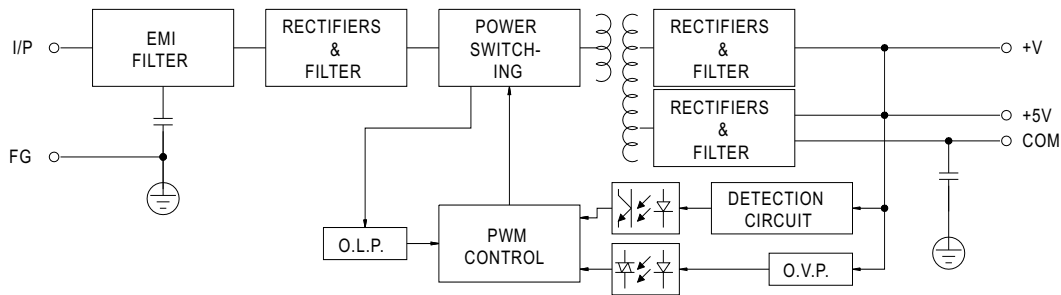 I/P
EMI
FILTER
RECTIFIERS
&
FILTER
POWER
SWITCH-
ING
RECTIFIERS
&
FILTER
+V
RECTIFIERS
&
FILTER
+5V
COM
FG
O.L.P.
PWM
CONTROL
DETECTION
CIRCUIT
O.V.P.